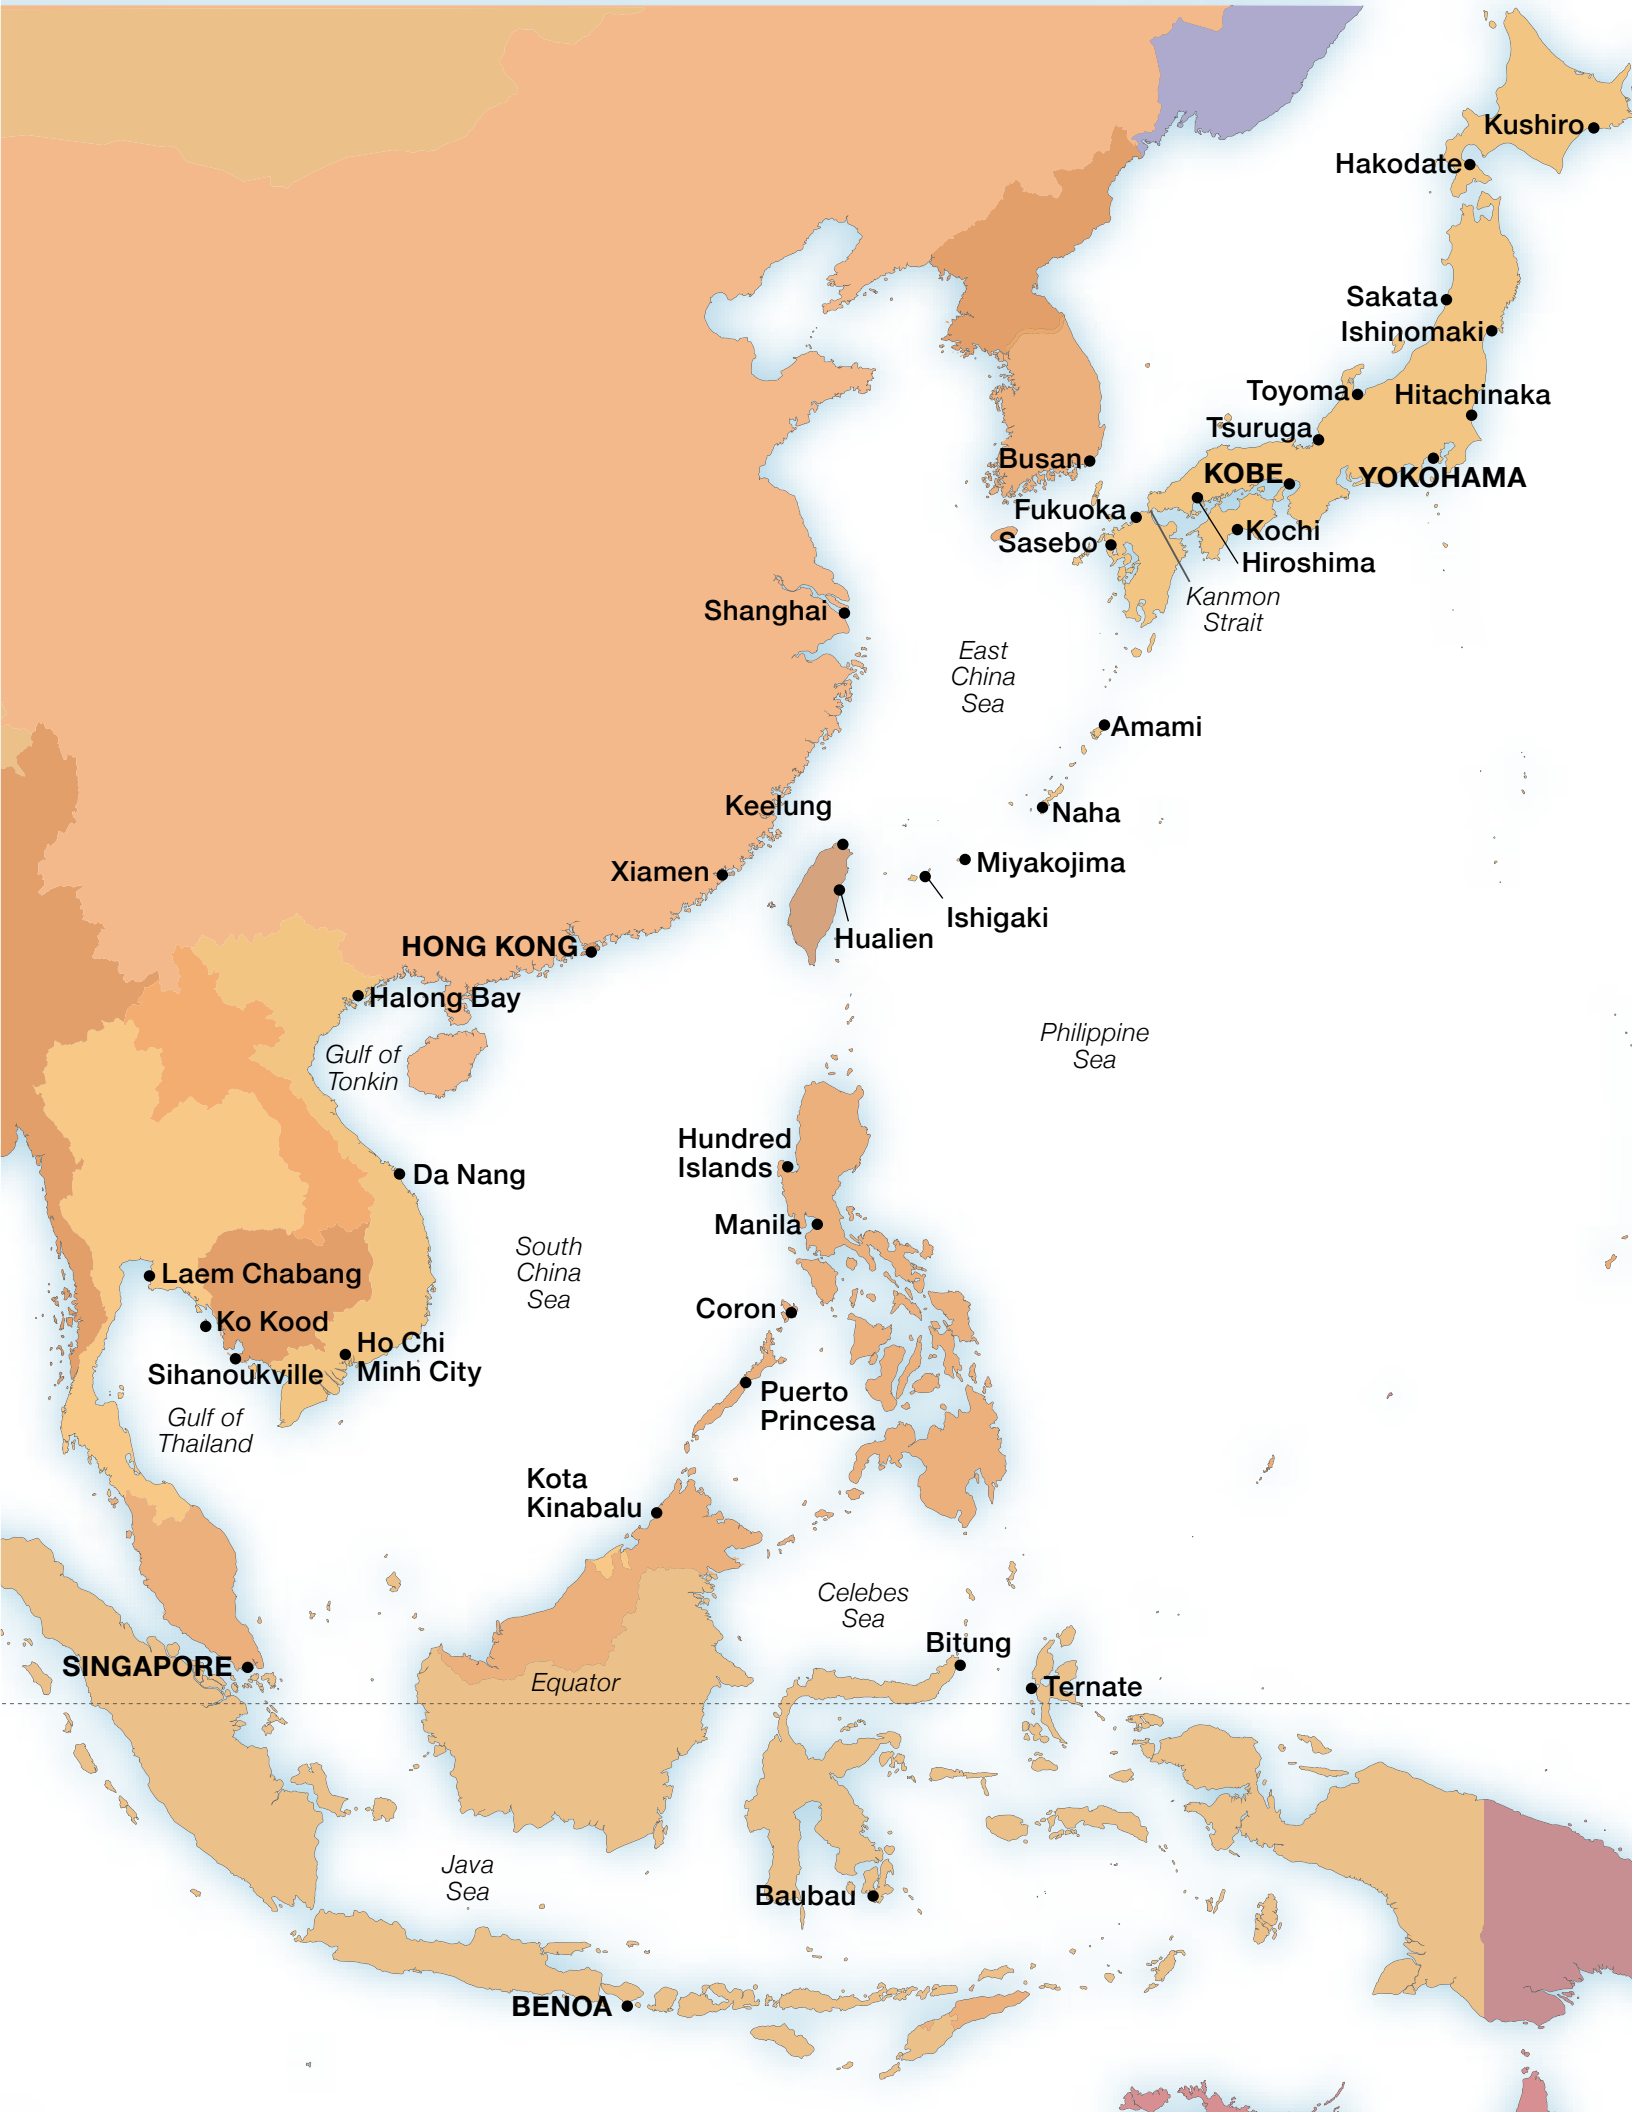 Kushiro
Hakodate
Sakata
Ishinomaki
Toyoma
Hitachinaka
Tsuruga
Busan
KOBE
YOKOHAMA
Fukuoka
Kochi
Sasebo
Hiroshima
Kanmon
Strait
Shanghai
East
China
Sea
Amami
Keelung
Naha
Miyakojima
Xiamen
Ishigaki
Hualien
HONG KONG
Halong Bay
Philippine
Sea
Gulf of
Tonkin
Hundred
Islands
Da Nang
Manila
South
China
Sea
Laem Chabang
Coron
Ko Kood
Ho Chi
Minh City
Sihanoukville
Puerto
Princesa
Gulf of
Thailand
Kota
Kinabalu
Celebes
Sea
Bitung
SINGAPORE
Equator
Ternate
Java
Sea
Baubau
BENOA